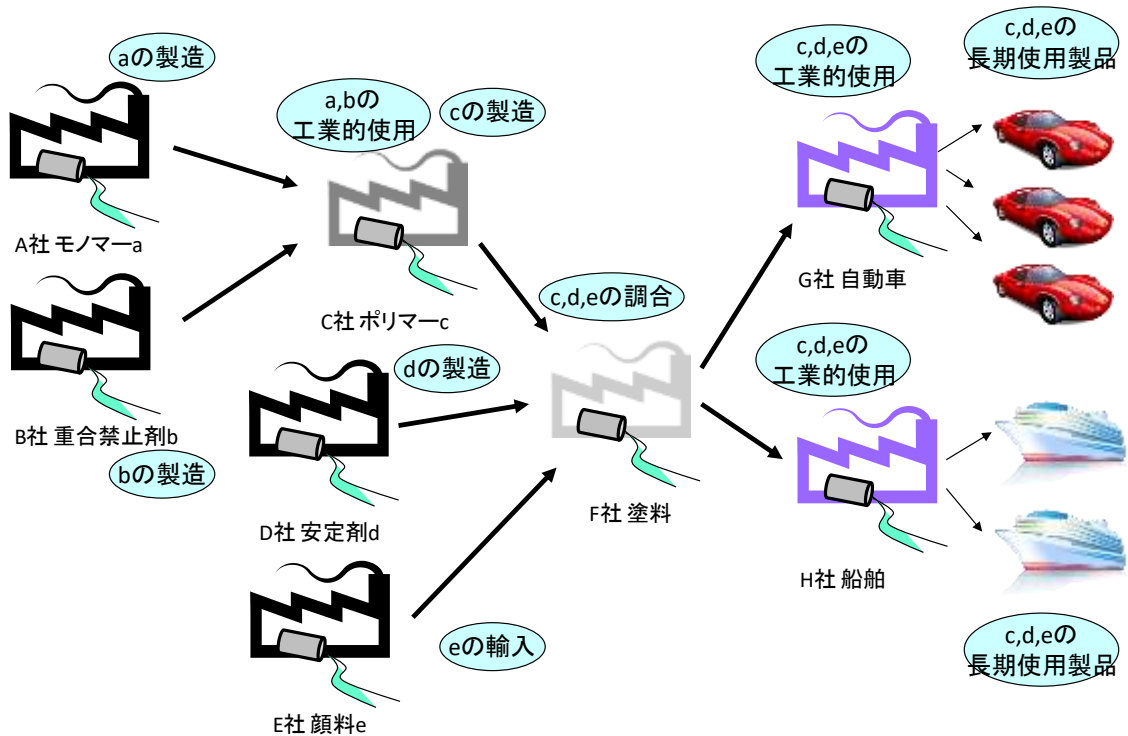 aの製造
A社 モノマーa
B社 重合禁止剤b
bの製造
a,bの
工業的使用
cの製造
C社 ポリマーc
dの製造
D社 安定剤d
E社 顔料e
eの輸入
c,d,eの調合
F社 塗料
c,d,eの
工業的使用
G社 自動車
c,d,eの
長期使用製品
c,d,eの
工業的使用
H社 船舶
c,d,eの
長期使用製品